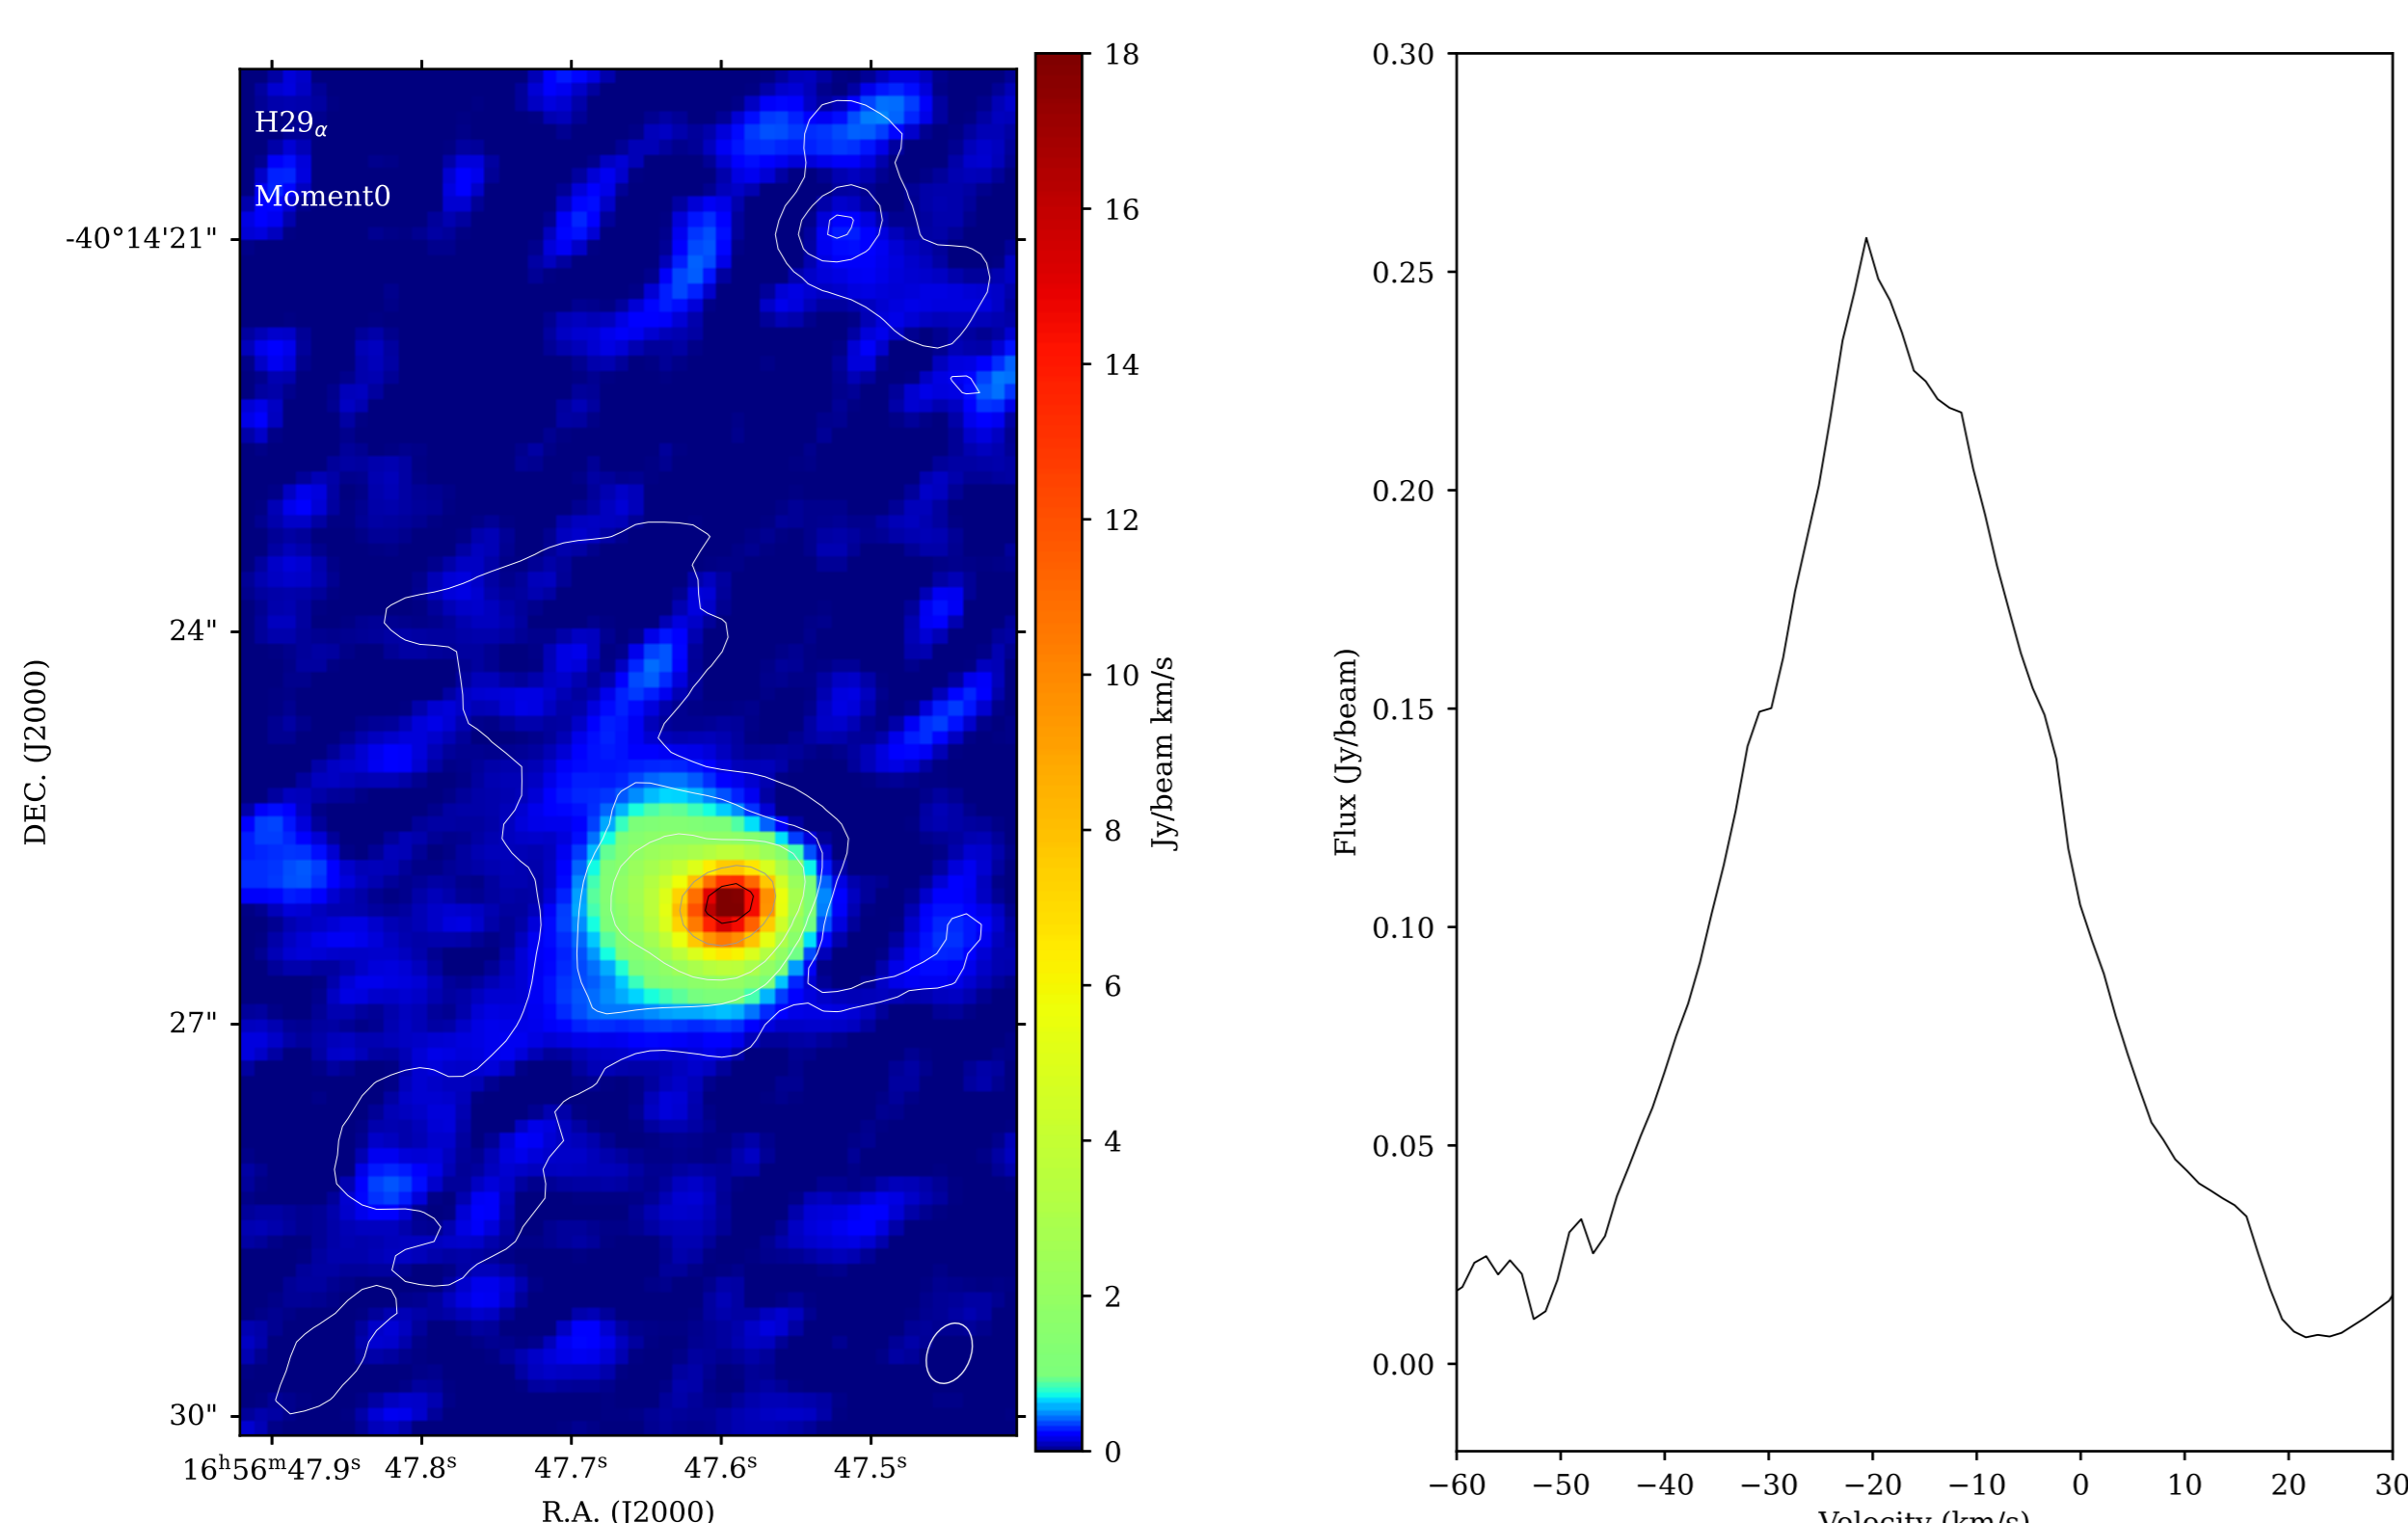 H29α
Moment0
-40°14'21"
24"
27"
30"
DEC. (J2000)
16ʰ56ᵐ47.9ˢ 47.8ˢ 47.7ˢ 47.6ˢ 47.5ˢ
R.A. (J2000)
18
16
14
12
10
8
6
4
2
0
Jy/beam km/s
0.30
0.25
0.20
0.15
0.10
0.05
0.00
Flux (Jy/beam)
−60 −50 −40 −30 −20 −10 0 10 20 30
Velocity (km/s)